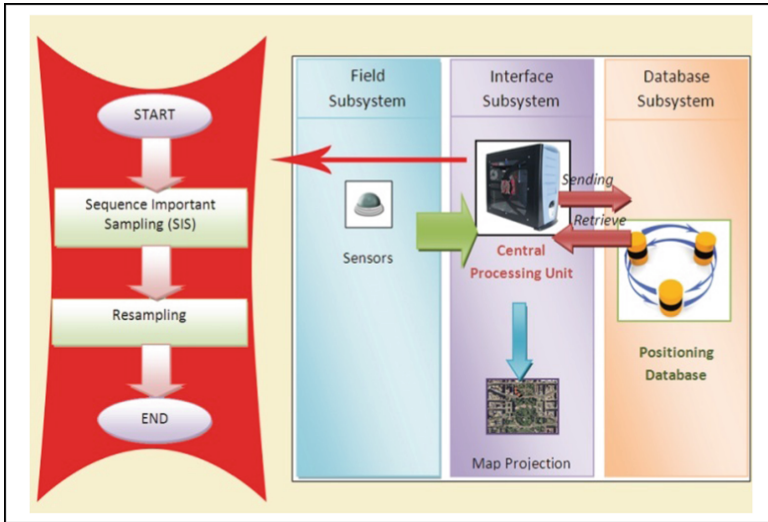 START
Sequence Important
Sampling (SIS)
Resampling
END
Field
Subsystem
Sensors
Interface
Subsystem
Central
Processing Unit
Map Projection
Database
Subsystem
Sending
Retrieve
Positioning
Database